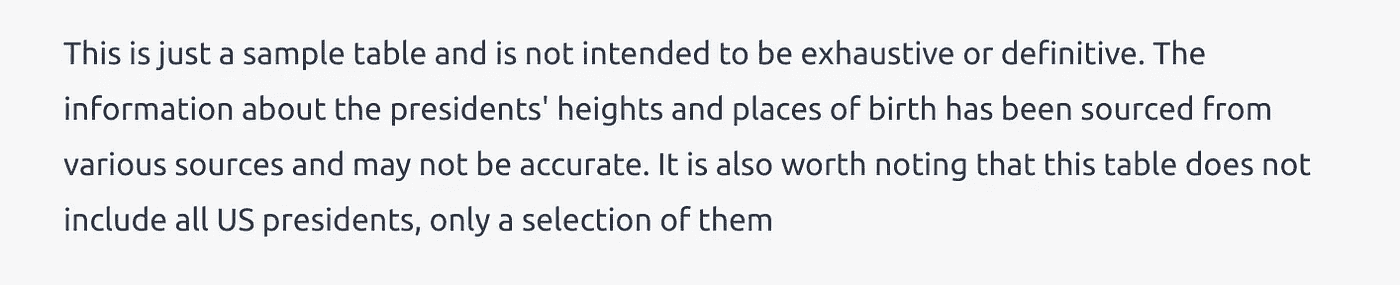 This is just a sample table and is not intended to be exhaustive or definitive. The
information about the presidents' heights and places of birth has been sourced from
various sources and may not be accurate. It is also worth noting that this table does not
include all US presidents, only a selection of them